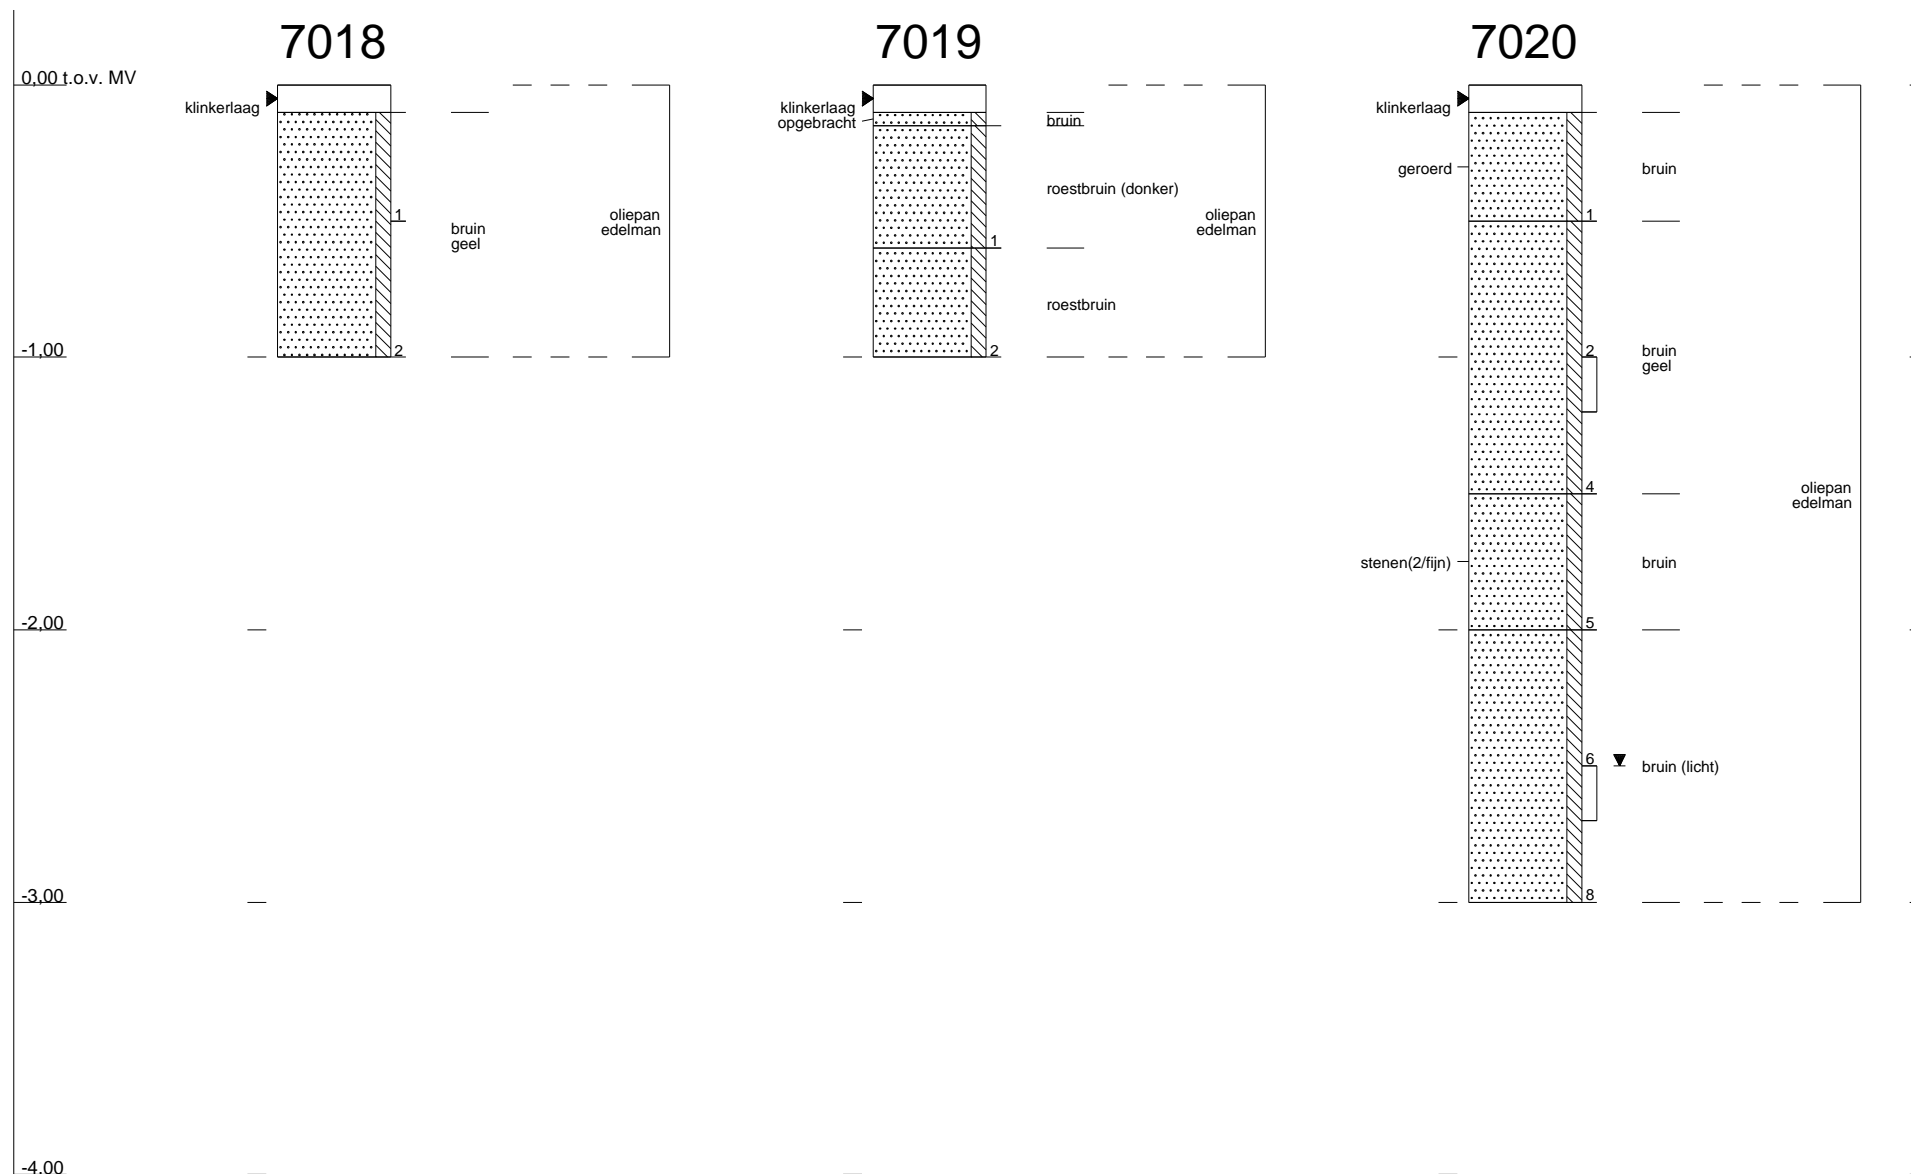 7018
7019
7020
0,00 t.o.v. MV
-1,00
-2,00
-3,00
-4,00
klinkerlaag
1
2
bruin
geel
oliepan
edelman
klinkerlaag
opgebracht
1
2
bruin
roestbruin (donker)
roestbruin
oliepan
edelman
klinkerlaag
geroerd
stenen(2/fijn)
1
2
4
5
6
8
bruin
bruin
geel
bruin
bruin (licht)
oliepan
edelman